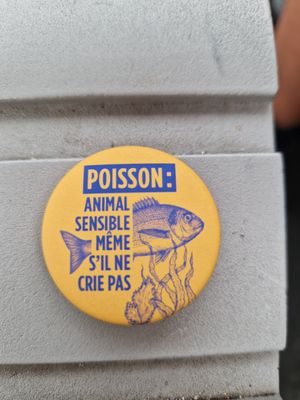 POISSON:
ANIMAL
SENSIBLE
MÊME
S'IL NE
CRIE PAS